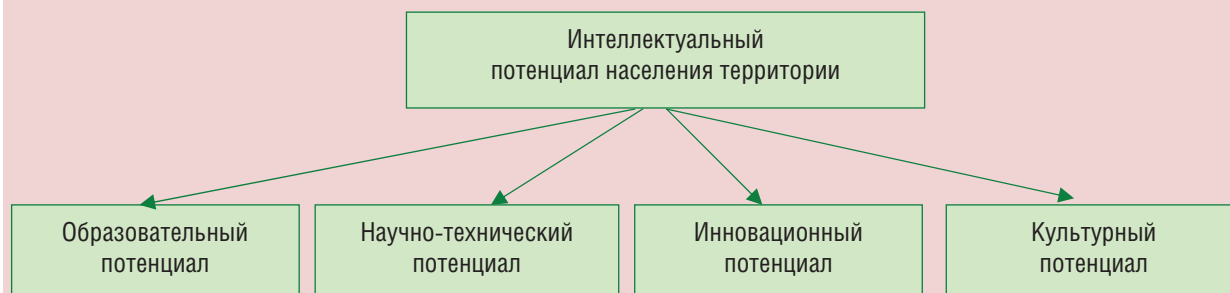 Интеллектуальный
потенциал населения территории
Образовательный
потенциал
Научно-технический
потенциал
Инновационный
потенциал
Культурный
потенциал